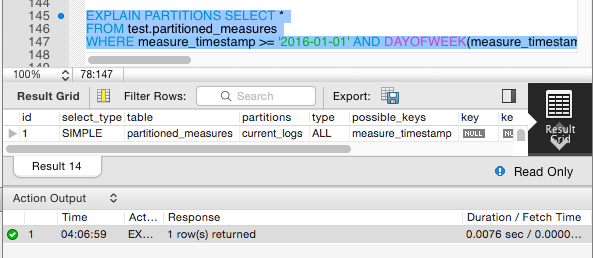 144
145 EXPLAIN PARTITIONS SELECT *
146 FROM test.partitioned_measures
147 WHERE measure_timestamp >= '2016-01-01' AND DAYOFWEEK(measure_timestam
148
100% 78:147
Result Grid Filter Rows: Search Export:
id select_type table partitions type possible_keys key ke
1 SIMPLE partitioned_measures current_logs ALL measure_timestamp NULL NU
Result Grid
Result 14
Read Only
Action Output
Time Act... Response Duration / Fetch Time
1 04:06:59 EX... 1 row(s) returned 0.0076 sec / 0.0000...